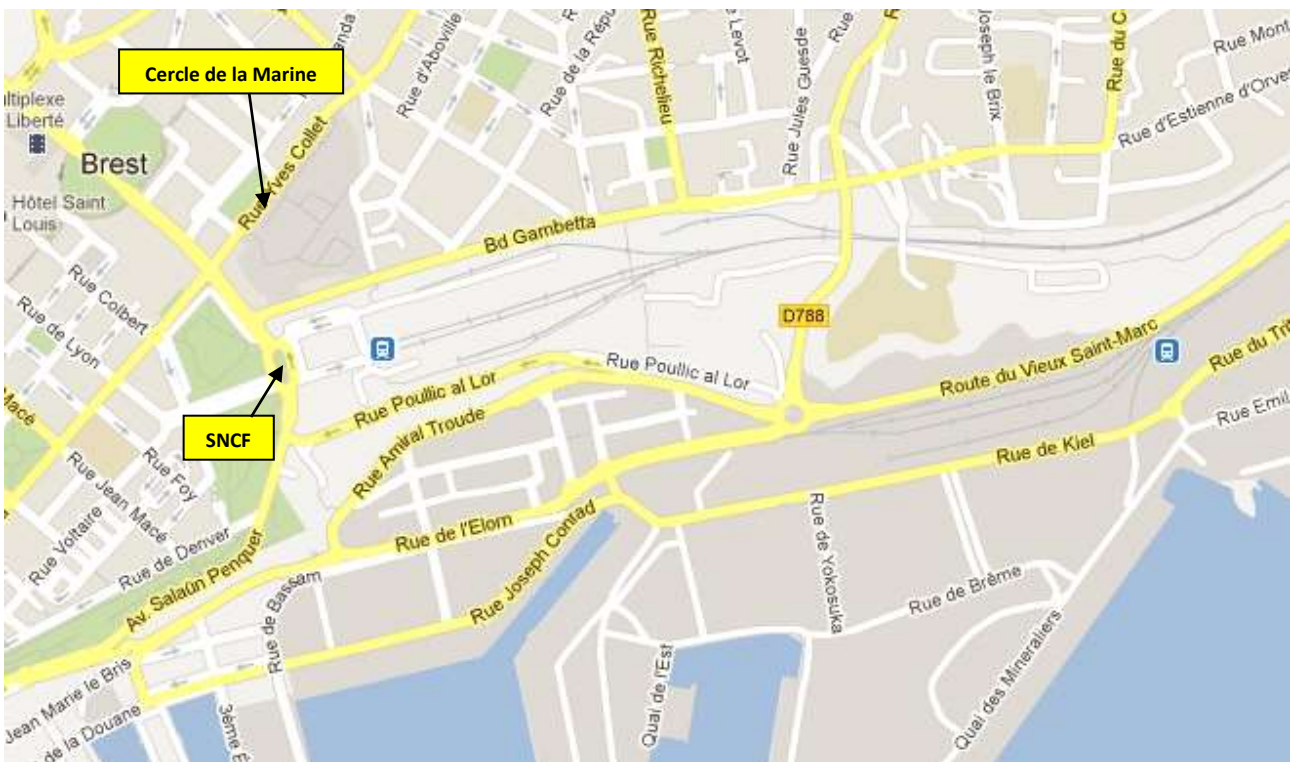 Cercle de la Marine
ltiplexe
Liberté
Brest
Hôtel Saint
Louis
Rue Yves Collet
Rue d'Aboville
Rue de la Répu
Rue Richelieu
Levot
Rue Jules Guesde
Rue
Joseph le Brix
Rue du C
Rue Mont
Rue d'Estienne d'Orve
Bd Gambetta
Rue Colbert
Rue de Lyon
Macé
D788
SNCF
Rue Poullic al Lor
Rue Poullic al Lor
Route du Vieux Saint-Marc
Rue du Trit
Rue Emil
Rue Amiral Troude
Rue de Kiel
Rue Foy
Rue Jean Macé
Rue Voltaire
Rue de Denver
Av. Salaün Penquer
Rue de l'Elorn
Rue Joseph Conrad
Rue de Bassam
Rue de Yokosuka
Rue de Brême
Quai de l'Est
Quai des Mineraliers
Jean Marie le Bris
de la Douane
3ème É